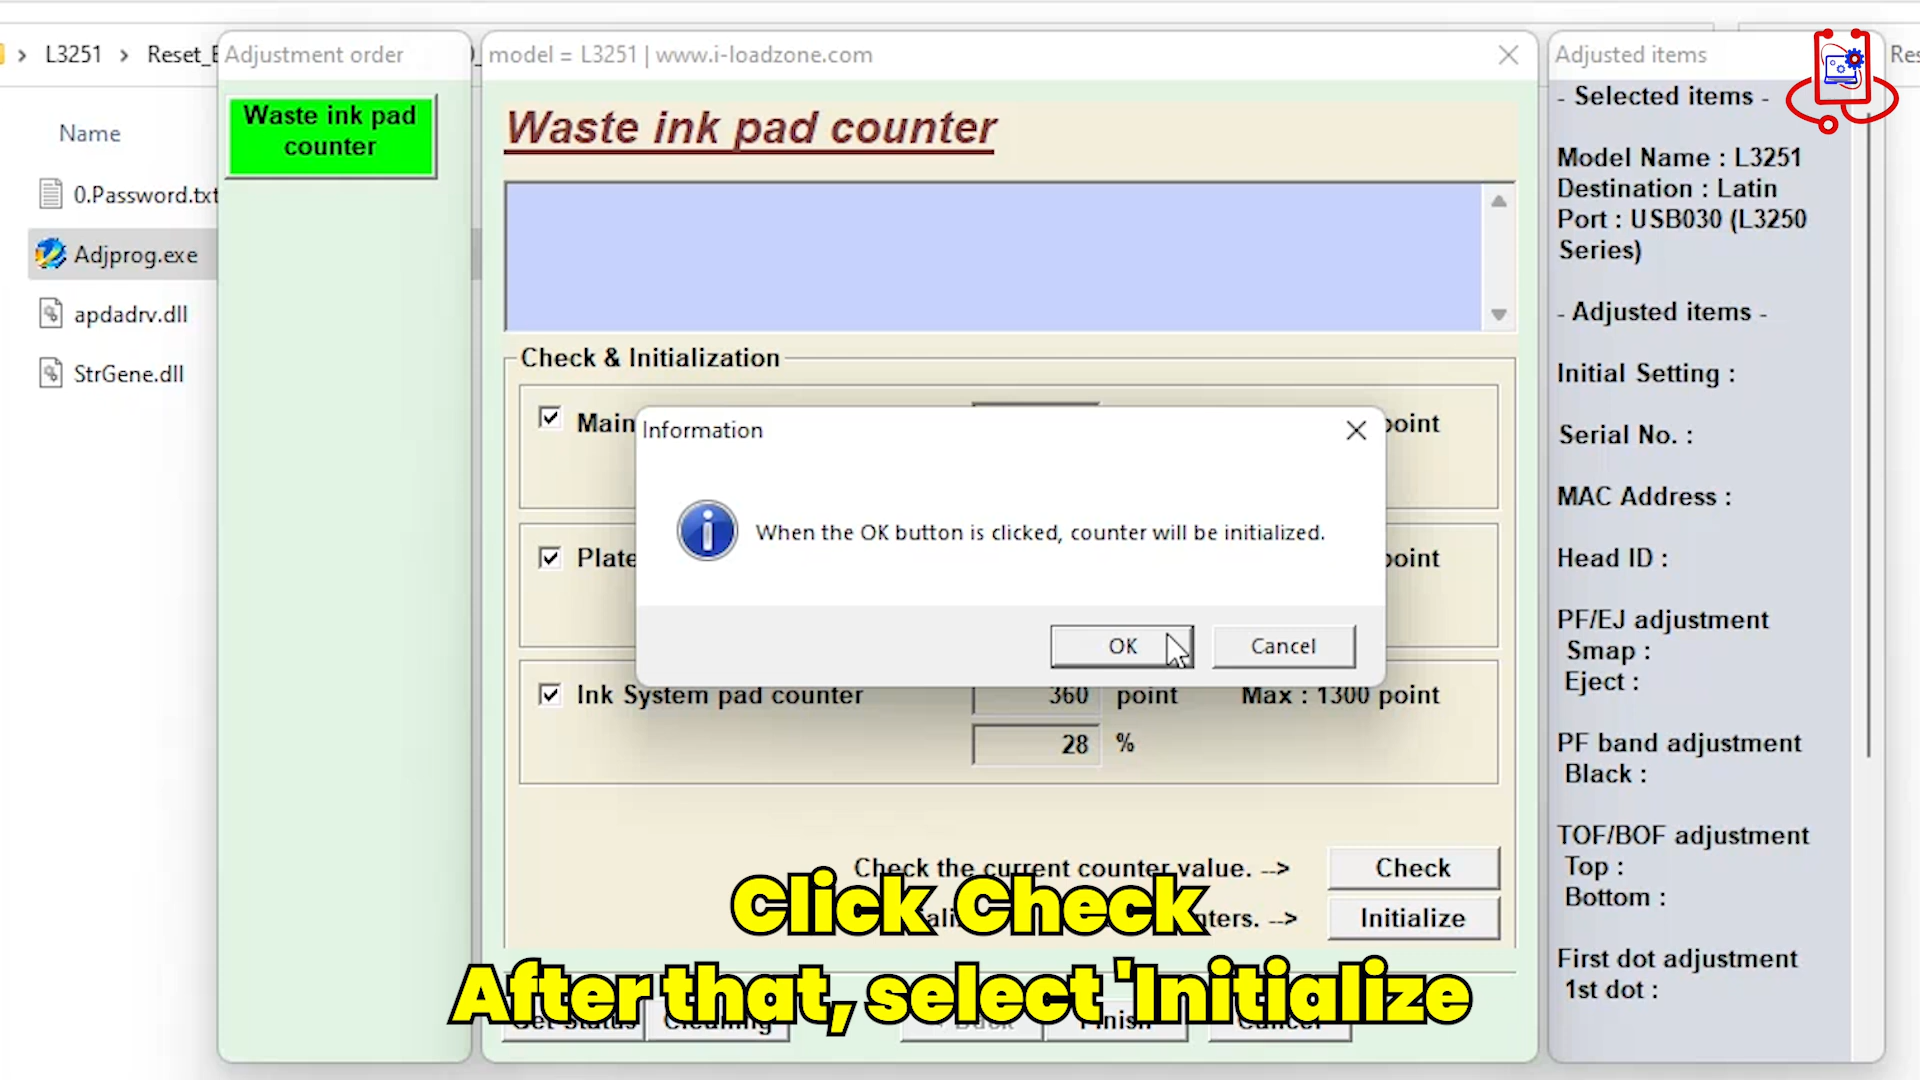 L3251
Reset_E
Adjustment order
model = L3251 | www.i-loadzone.com
Adjusted items
Res
Name
0.Password.txt
Adjprog.exe
apdadrv.dll
StrGene.dll
Waste ink pad
counter
Waste ink pad counter
Check & Initialization
Main
point
Plate
point
Ink System pad counter
360
point
Max : 1300 point
28
%
Information
When the OK button is clicked, counter will be initialized.
OK
Cancel
Check the current counter value. -->
Check
Initialize
Click Check
After that, select 'Initialize
Finish
Cancel
- Selected items -
Model Name : L3251
Destination : Latin
Port : USB030 (L3250
Series)
- Adjusted items -
Initial Setting :
Serial No. :
MAC Address :
Head ID :
PF/EJ adjustment
Smap :
Eject :
PF band adjustment
Black :
TOF/BOF adjustment
Top :
Bottom :
First dot adjustment
1st dot :